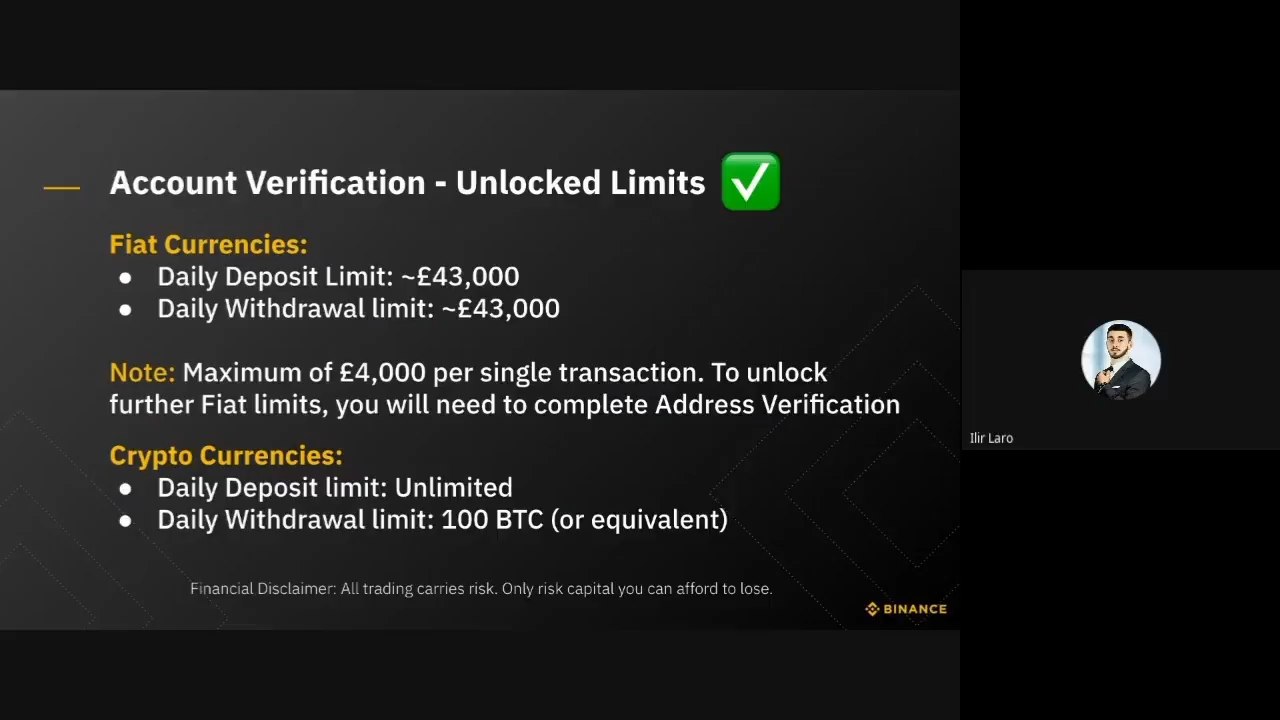 Account Verification - Unlocked Limits ✅
Fiat Currencies:
● Daily Deposit Limit: ~£43,000
● Daily Withdrawal limit: ~£43,000
Note: Maximum of £4,000 per single transaction. To unlock
further Fiat limits, you will need to complete Address Verification
Crypto Currencies:
● Daily Deposit limit: Unlimited
● Daily Withdrawal limit: 100 BTC (or equivalent)
Financial Disclaimer: All trading carries risk. Only risk capital you can afford to lose.
BINANCE
Ilir Laro